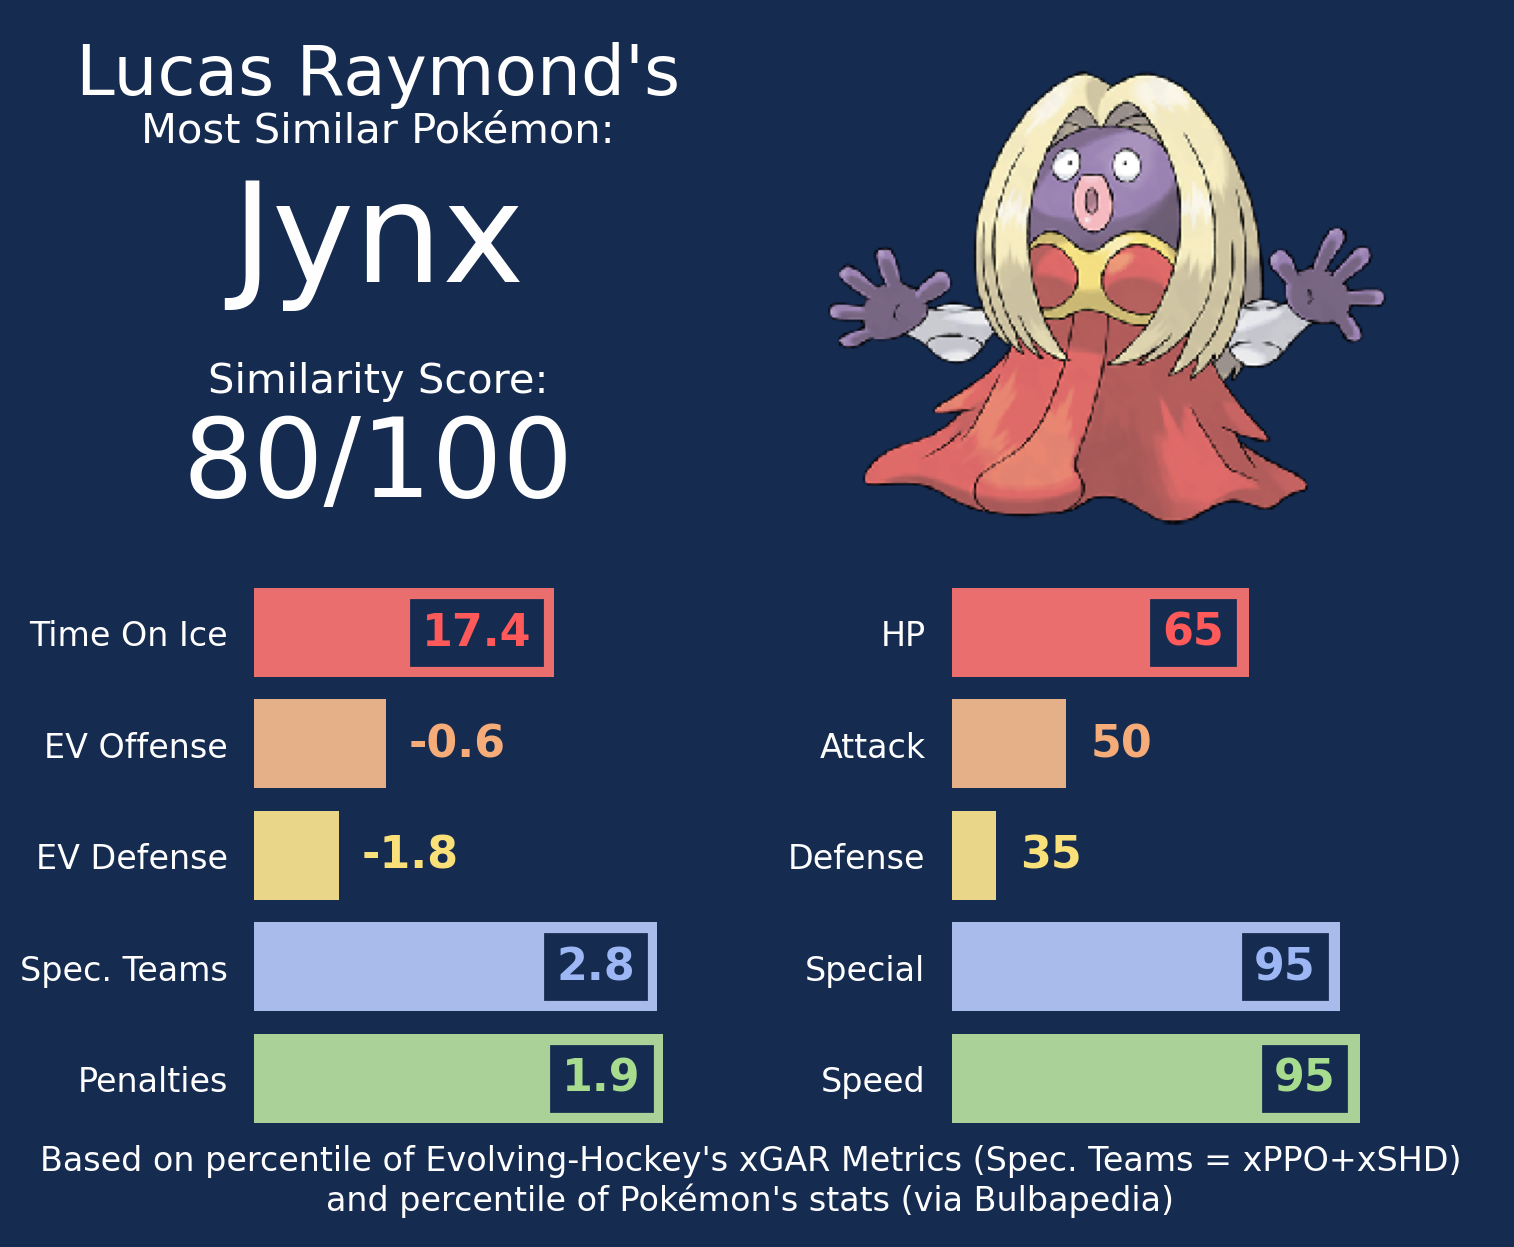 Lucas Raymond's
Most Similar Pokémon:
Jynx
Similarity Score:
80/100
Time On Ice 17.4
EV Offense -0.6
EV Defense -1.8
Spec. Teams 2.8
Penalties 1.9
HP 65
Attack 50
Defense 35
Special 95
Speed 95
Based on percentile of Evolving-Hockey's xGAR Metrics (Spec. Teams = xPPO+xSHD)
and percentile of Pokémon's stats (via Bulbapedia)